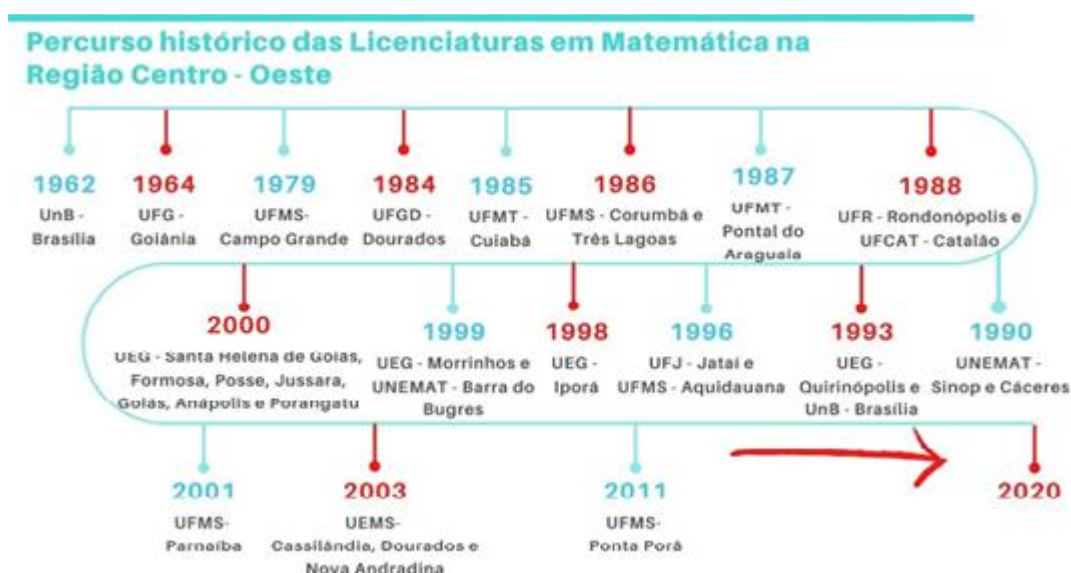 Percurso histórico das Licenciaturas em Matemática na
Região Centro - Oeste
1962
UnB -
Brasília
1964
UFG -
Goiânia
1979
UFMS-
Campo Grande
1984
UFGD -
Dourados
1985
UFMT -
Cuiabá
1986
UFMS - Corumbá e
Três Lagoas
1987
UFMT -
Pontal do
Araguaia
1988
UFR - Rondonópolis e
UFCAT - Catalão
1990
UNEMAT -
Sinop e Cáceres
1993
UEG -
Quirinópolis e
UnB - Brasília
1996
UFJ - Jataí e
UFMS - Aquidauana
1998
UEG -
Iporá
1999
UEG - Morrinhos e
UNEMAT - Barra do
Bugres
2000
UEG - Santa Helena de Goiás,
Formosa, Posse, Jussara,
Goiás, Anápolis e Porangatu
2001
UFMS-
Parnaíba
2003
UEMS-
Cassilândia, Dourados e
Nova Andradina
2011
UFMS-
Ponta Porã
2020